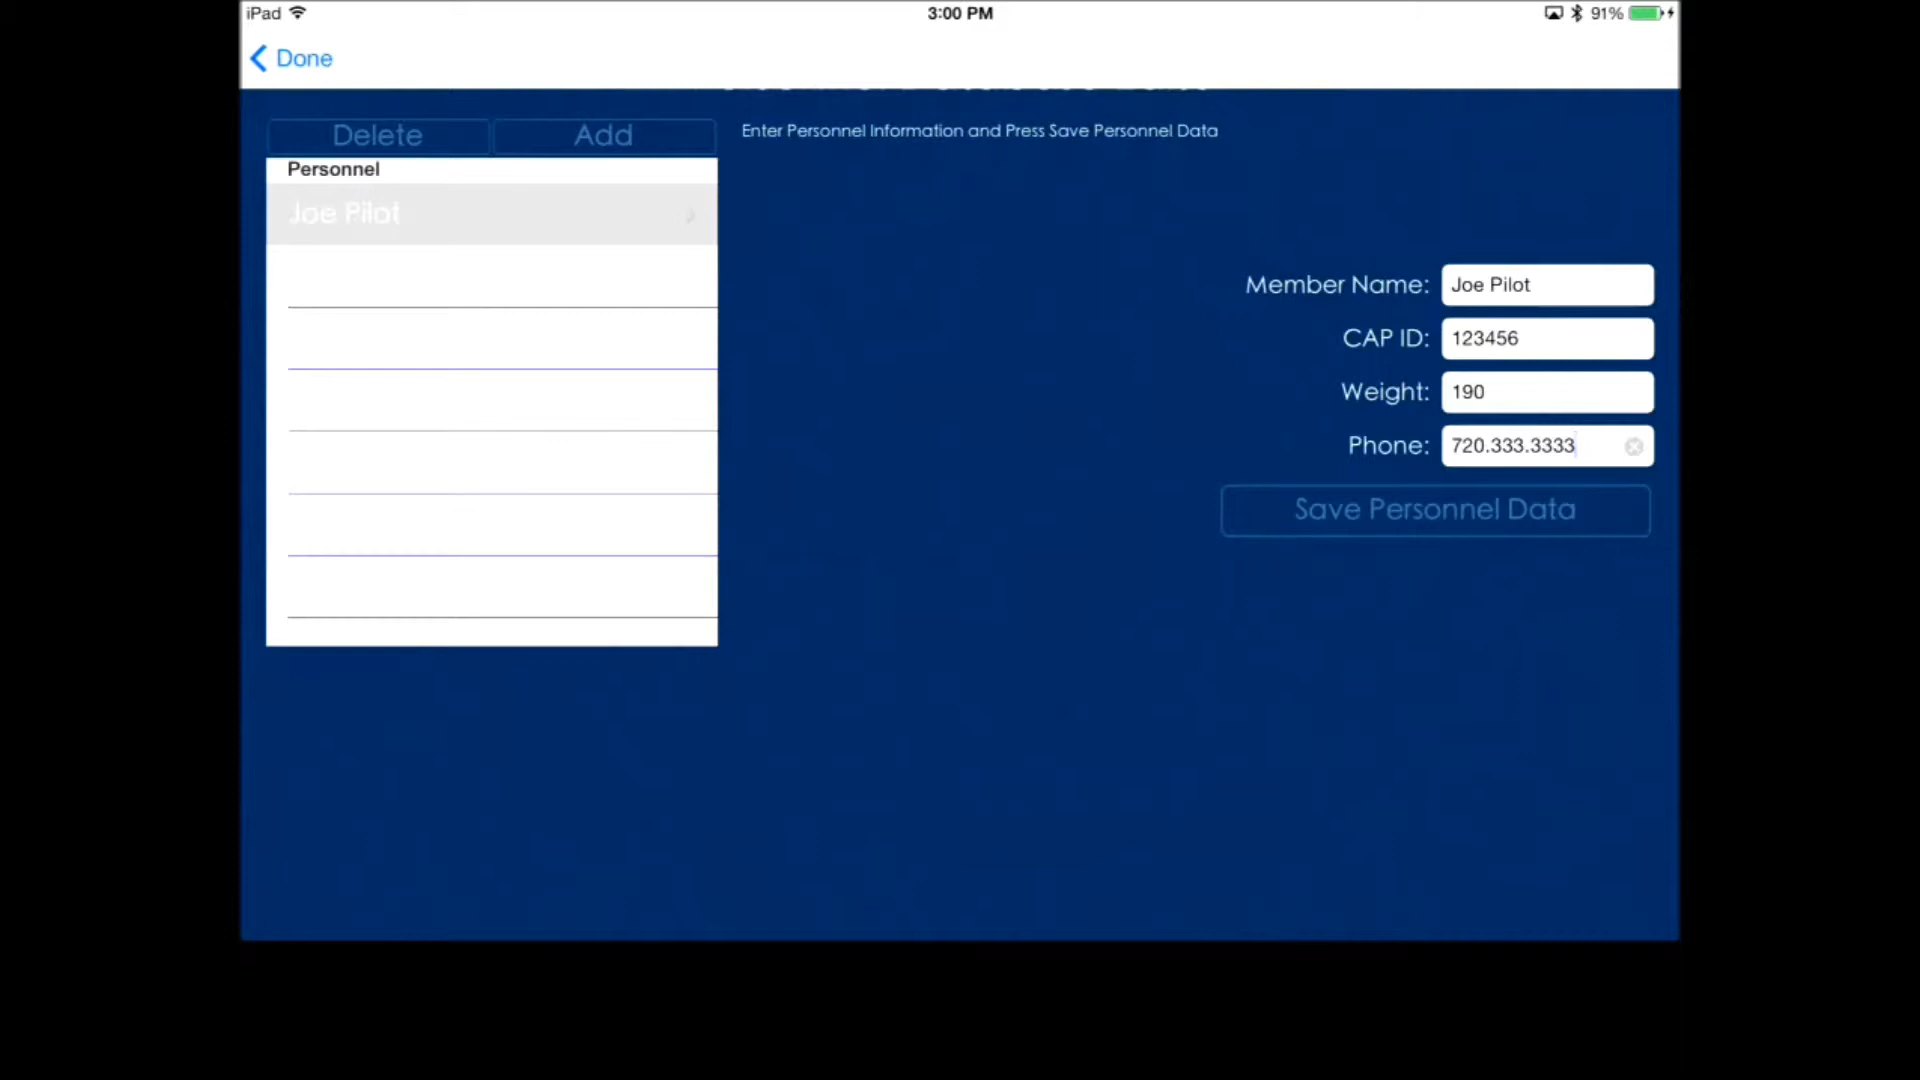 iPad 3:00 PM 91%
Done
Delete Add Enter Personnel Information and Press Save Personnel Data
Personnel
Joe Pilot
Member Name: Joe Pilot
CAP ID: 123456
Weight: 190
Phone: 720.333.3333
Save Personnel Data